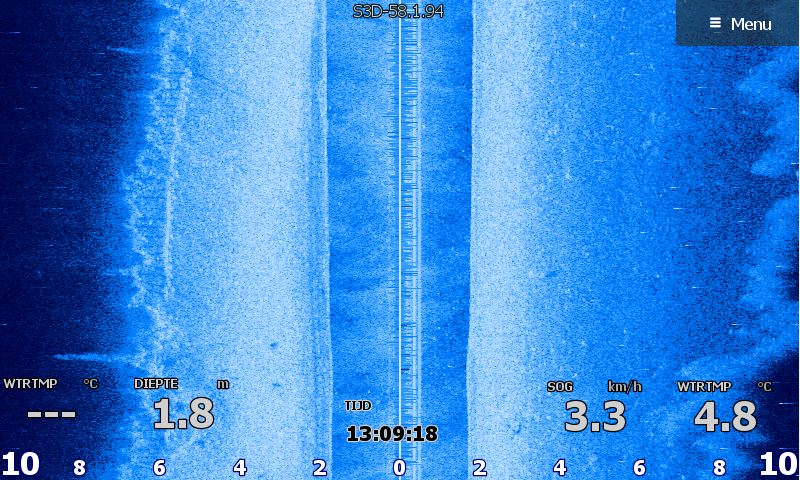 S3D-58.1.94
Menu
WTRTMP °C
---
DIEPTE m
1.8
TIJD
13:09:18
SOG km/h
3.3
WTRTMP °C
4.8
10 8 6 4 2 0 2 4 6 8 10